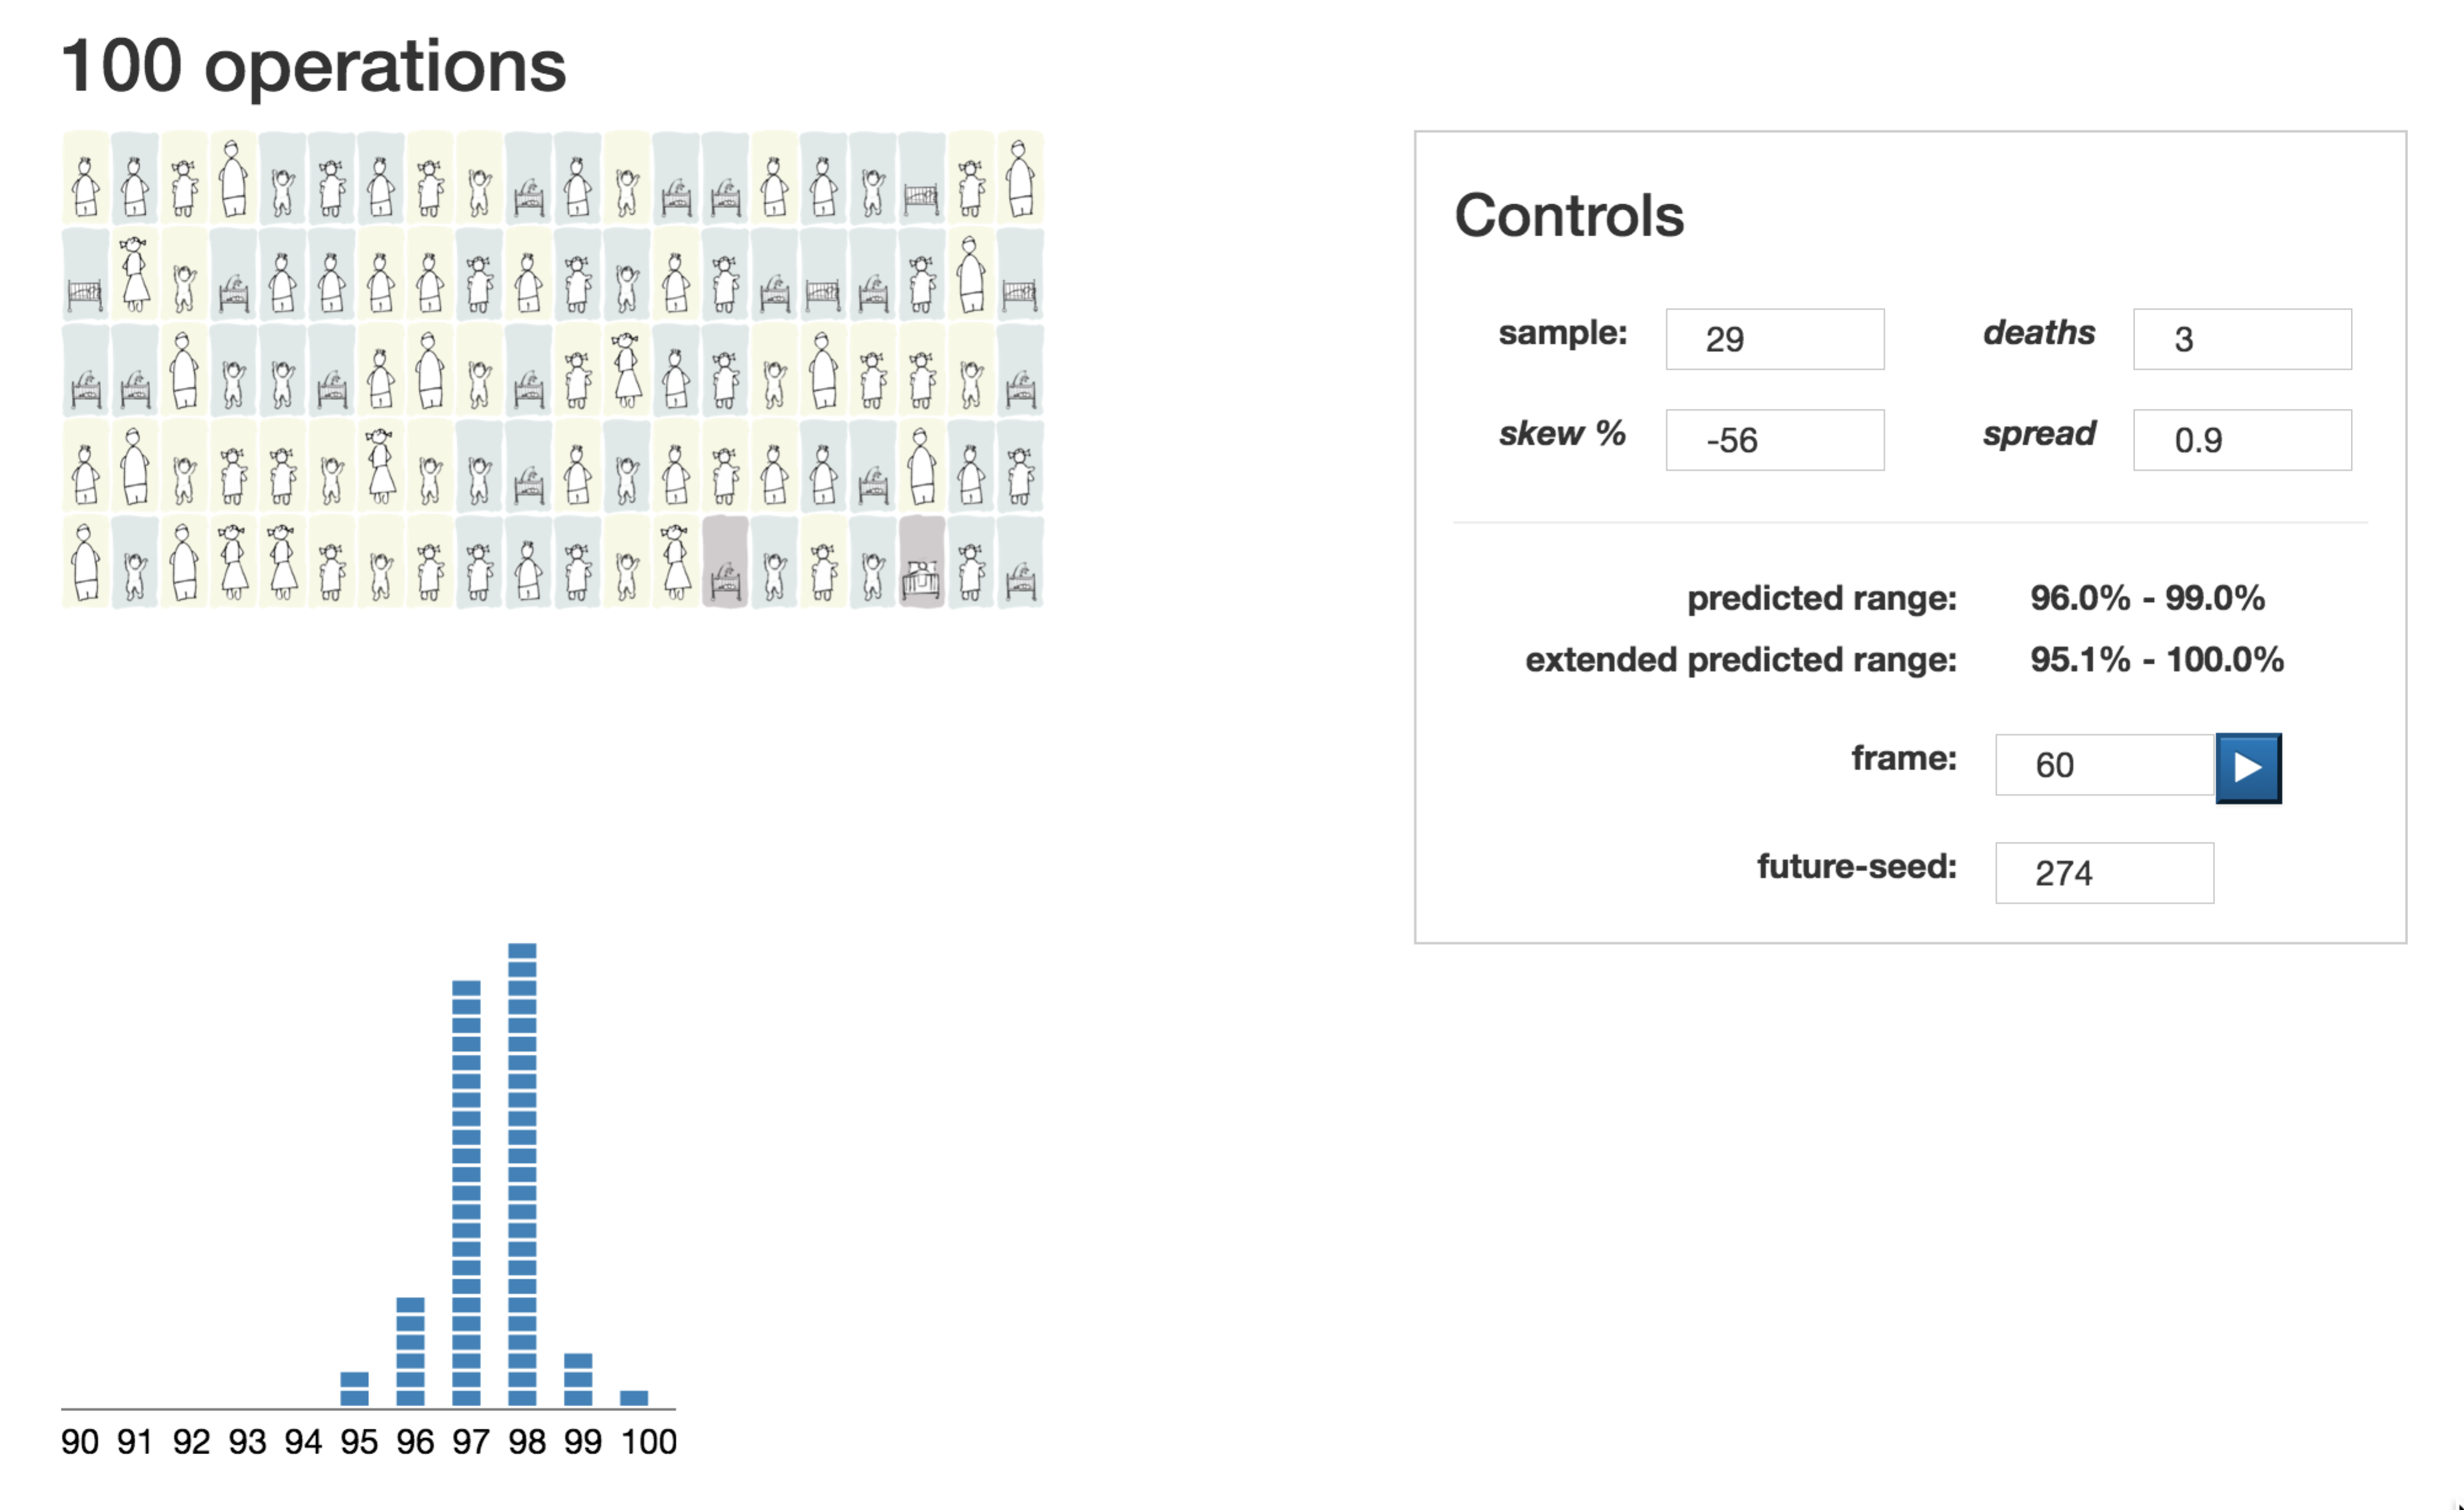 100 operations
Controls
sample: 29 deaths 3
skew % -56 spread 0.9
predicted range: 96.0% - 99.0%
extended predicted range: 95.1% - 100.0%
frame: 60
future-seed: 274
90 91 92 93 94 95 96 97 98 99 100